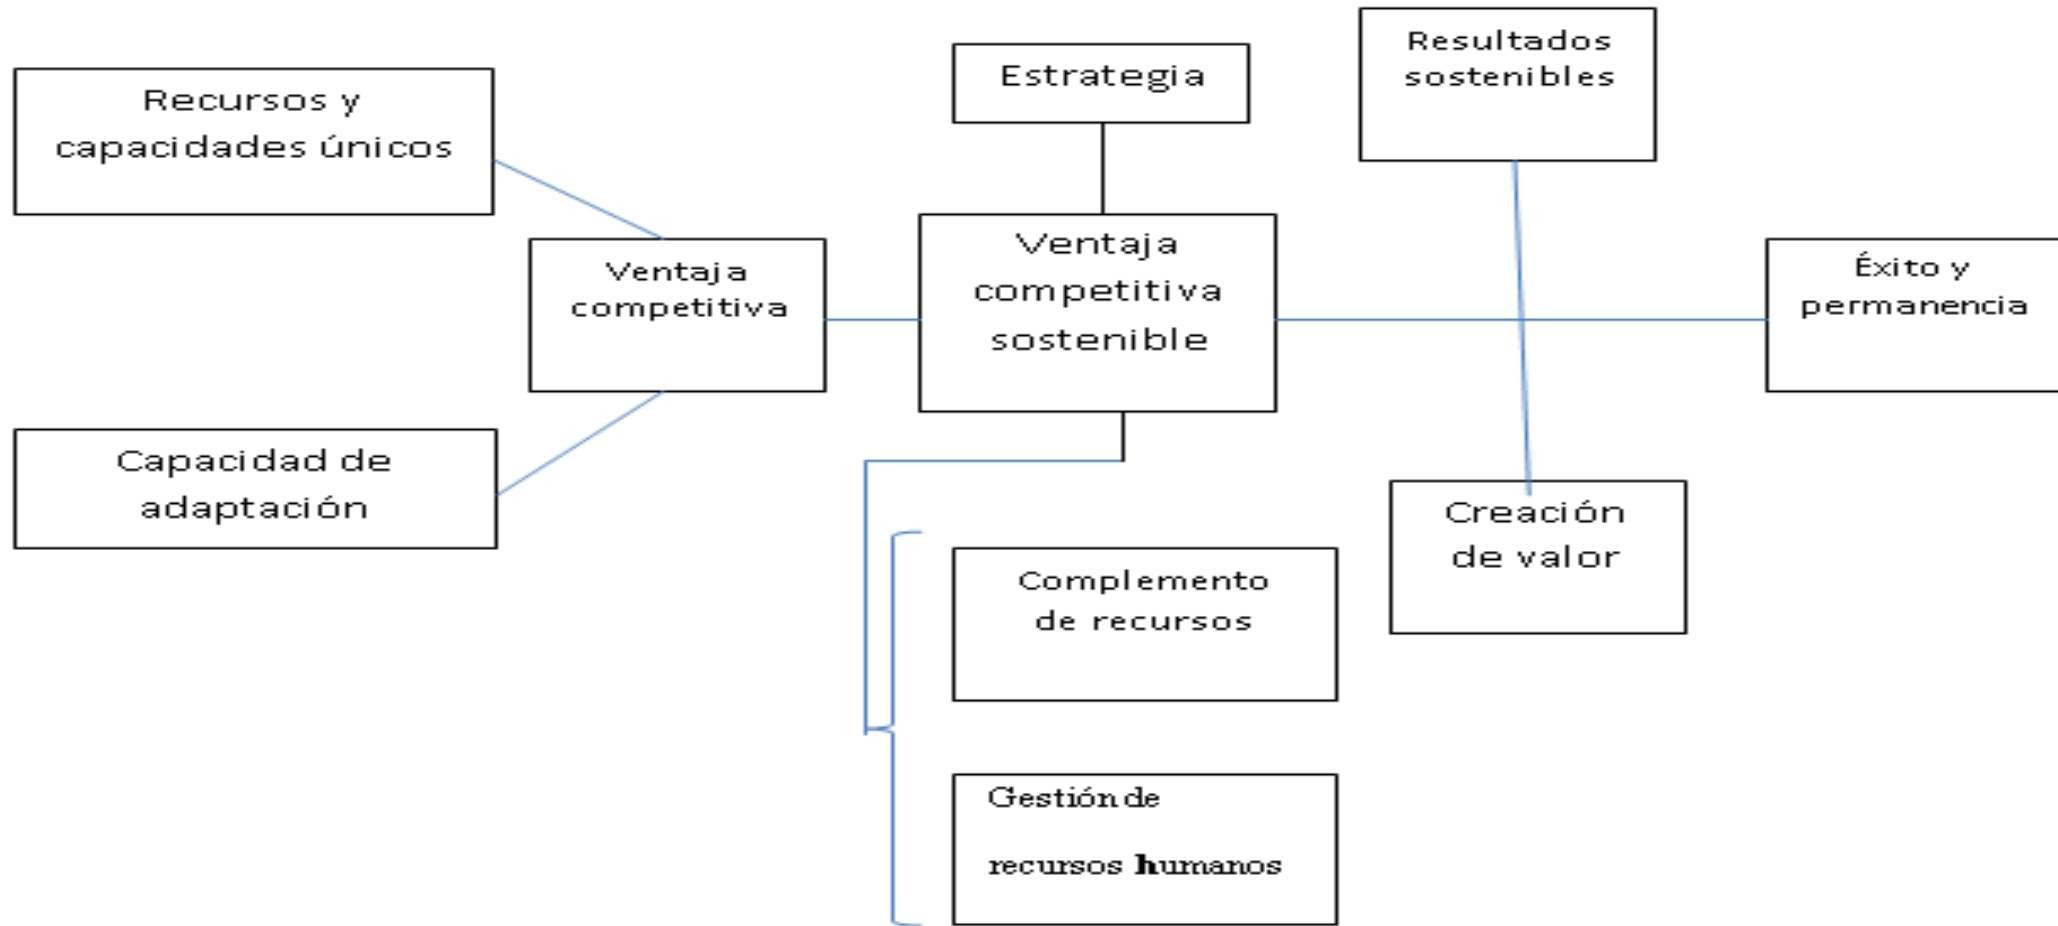 Recursos y
capacidades únicos
Estrategia
Resultados
sostenibles
Ventaja
competitiva
Ventaja
competitiva
sostenible
Éxito y
permanencia
Capacidad de
adaptación
Creación
de valor
Complemento
de recursos
Gestión de
recursos humanos